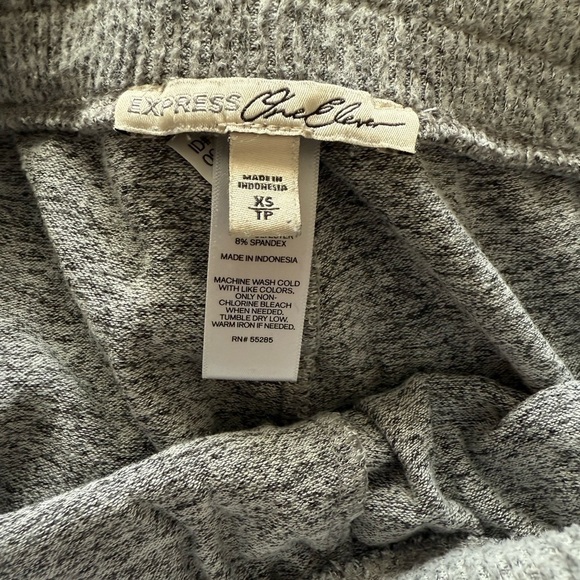 EXPRESS One Eleven
MADE IN
INDONESIA
XS
TP
8% SPANDEX
MADE IN INDONESIA
MACHINE WASH COLD
WITH LIKE COLORS,
ONLY NON-
CHLORINE BLEACH
WHEN NEEDED,
TUMBLE DRY LOW,
WARM IRON IF NEEDED.
RN# 55285